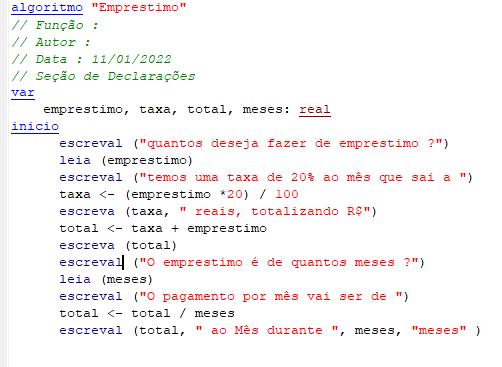 algoritmo "Emprestimo"
// Função :
// Autor :
// Data : 11/01/2022
// Seção de Declarações
var
emprestimo, taxa, total, meses: real
inicio
escreval ("quantos deseja fazer de emprestimo ?")
leia (emprestimo)
escreval ("temos uma taxa de 20% ao mês que sai a ")
taxa <- (emprestimo *20) / 100
escreva (taxa, " reais, totalizando R$")
total <- taxa + emprestimo
escreva (total)
escreval ("O emprestimo é de quantos meses ?")
leia (meses)
escreval ("O pagamento por mês vai ser de ")
total <- total / meses
escreval (total, " ao Mês durante ", meses, "meses" )